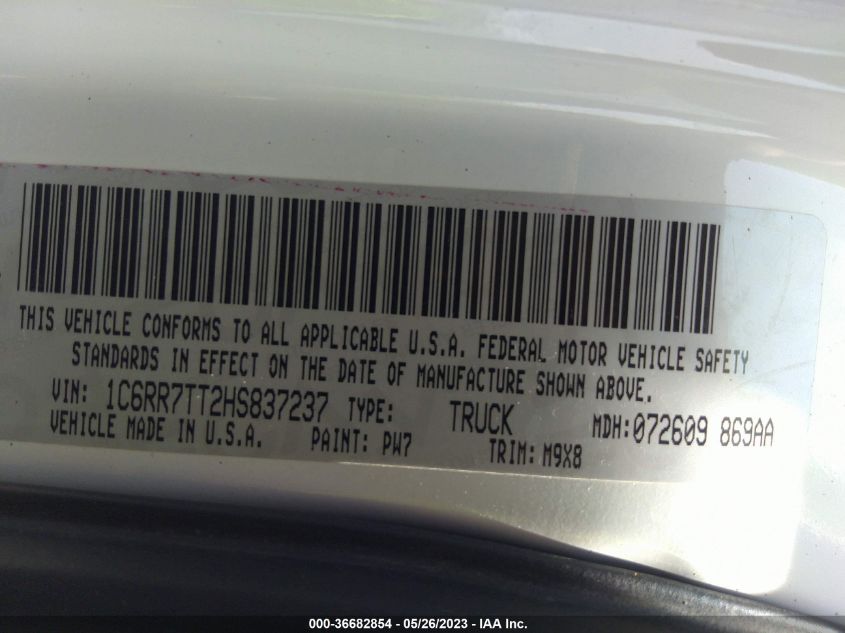 THIS VEHICLE CONFORMS TO ALL APPLICABLE U.S.A. FEDERAL MOTOR VEHICLE SAFETY
STANDARDS IN EFFECT ON THE DATE OF MANUFACTURE SHOWN ABOVE.
VIN: 1C6RR7TT2HS837237 TYPE: TRUCK MDH: 072609 869AA
VEHICLE MADE IN U.S.A. PAINT: PW7 TRIM: M9X8
000-36682854 - 05/26/2023 - IAA Inc.